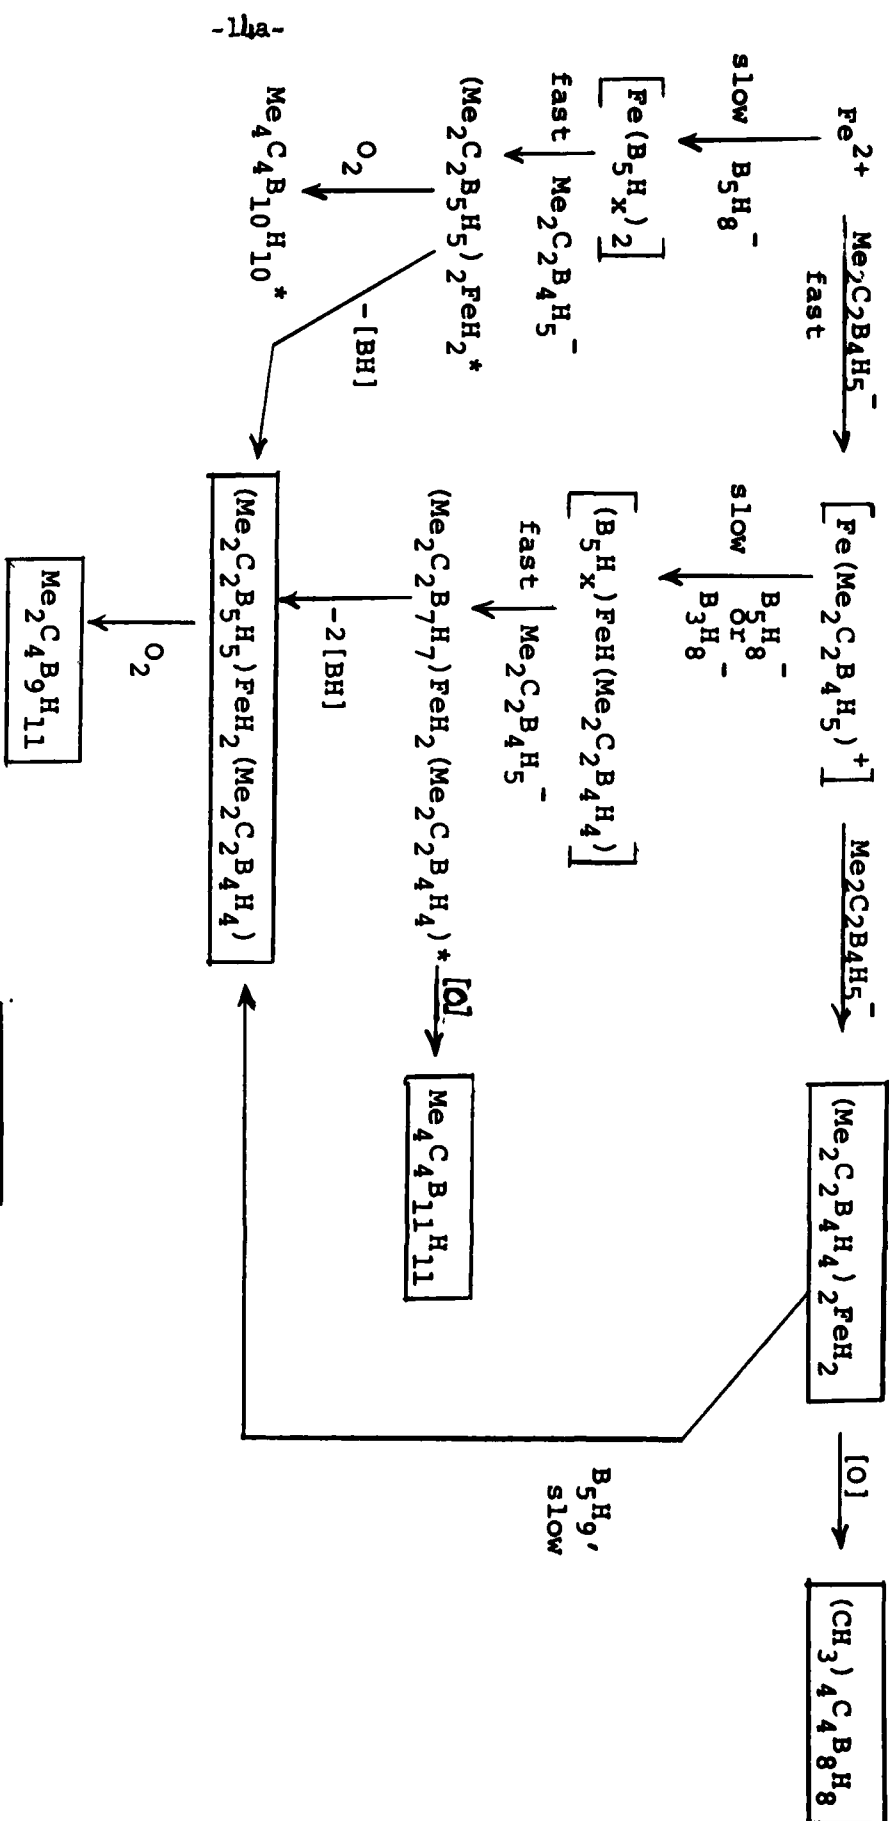 -14a-
Fe²⁺
Me₂C₂B₄H₅⁻
fast
[Fe(Me₂C₂B₄H₅)⁺]
Me₂C₂B₄H₅⁻
(Me₂C₂B₄H₄)₂FeH₂
[O]
(CH₃)₄C₄B₈H₈
slow
B₅H₈⁻
slow
B₅H₈⁻
or
B₃H₈⁻
[Fe(B₅Hₓ)₂]
[(B₅Hₓ)FeH(Me₂C₂B₄H₄)]
fast
Me₂C₂B₄H₅⁻
fast
Me₂C₂B₄H₅⁻
B₅H₉,
slow
(Me₂C₂B₅H₅)₂FeH₂*
(Me₂C₂B₇H₇)FeH₂(Me₂C₂B₄H₄)*
[O]
Me₄C₄B₁₁H₁₁
O₂
-[BH]
-2[BH]
Me₄C₄B₁₀H₁₀*
(Me₂C₂B₅H₅)FeH₂(Me₂C₂B₄H₄)
O₂
Me₂C₄B₉H₁₁